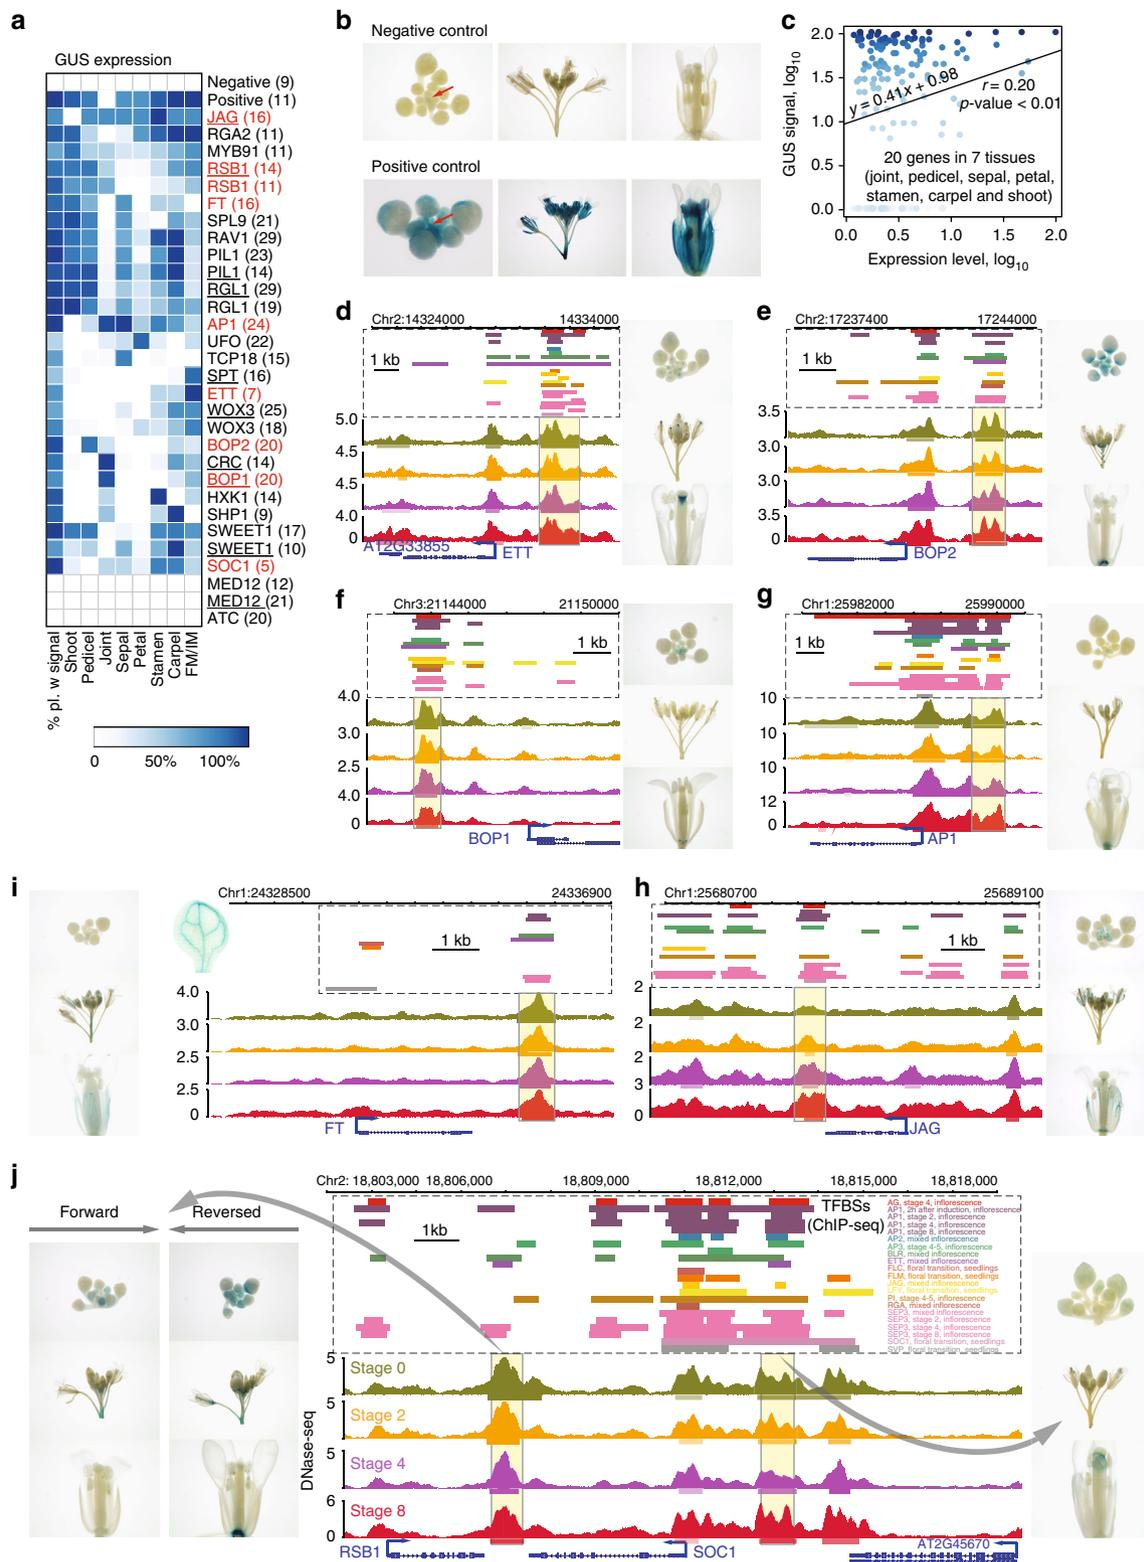 a
GUS expression
Negative (9)
Positive (11)
JAG (16)
RGA2 (11)
MYB91 (11)
RSB1 (14)
RSB1 (11)
FT (16)
SPL9 (21)
RAV1 (29)
PIL1 (23)
PIL1 (14)
RGL1 (29)
RGL1 (19)
AP1 (24)
UFO (22)
TCP18 (15)
SPT (16)
ETT (7)
WOX3 (25)
WOX3 (18)
BOP2 (20)
CRC (14)
BOP1 (20)
HXK1 (14)
SHP1 (9)
SWEET1 (17)
SWEET1 (10)
SOC1 (5)
MED12 (12)
MED12 (21)
ATC (20)
% pl. w signal
Shoot
Pedicel
Joint
Sepal
Petal
Stamen
Carpel
FM/IM
0 50% 100%
b
Negative control
Positive control
c
GUS signal, log10
2.0
1.5
1.0
0.5
0.0
y = 0.41x + 0.98
r = 0.20
p-value < 0.01
20 genes in 7 tissues
(joint, pedicel, sepal, petal,
stamen, carpel and shoot)
0.0 0.5 1.0 1.5 2.0
Expression level, log10
d
Chr2:14324000 14334000
1 kb
5.0
4.5
4.5
4.0
0
AT2G33855
ETT
e
Chr2:17237400 17244000
1 kb
3.5
3.0
3.0
3.5
0
BOP2
f
Chr3:21144000 21150000
1 kb
4.0
3.0
2.5
4.0
0
BOP1
g
Chr1:25982000 25990000
1 kb
10
10
10
12
0
AP1
i
Chr1:24328500 24336900
1 kb
4.0
3.0
2.5
2.5
0
FT
h
Chr1:25680700 25689100
1 kb
2
2
2
3
0
JAG
j
Forward Reversed
Chr2: 18,803,000 18,806,000 18,809,000 18,812,000 18,815,000 18,818,000
1kb
TFBSs
(ChIP-seq)
AG, stage 4, inflorescence
AP1, 2h after induction, inflorescence
AP1, stage 2, inflorescence
AP1, stage 4, inflorescence
AP1, stage 8, inflorescence
AP2, mixed inflorescence
AP3, stage 4-5, inflorescence
BLR, mixed inflorescence
ETT, mixed inflorescence
FLC, floral transition, seedlings
FLM, floral transition, seedlings
JAG, mixed inflorescence
LFY, floral transition, seedlings
PI, stage 4-5, inflorescence
RGA, mixed inflorescence
SEP3, mixed inflorescence
SEP3, stage 2, inflorescence
SEP3, stage 4, inflorescence
SEP3, stage 8, inflorescence
SOC1, floral transition, seedlings
SVP, floral transition, seedlings
DNase-seq
5
Stage 0
5
Stage 2
5
Stage 4
6
Stage 8
0
RSB1
SOC1
AT2G45670